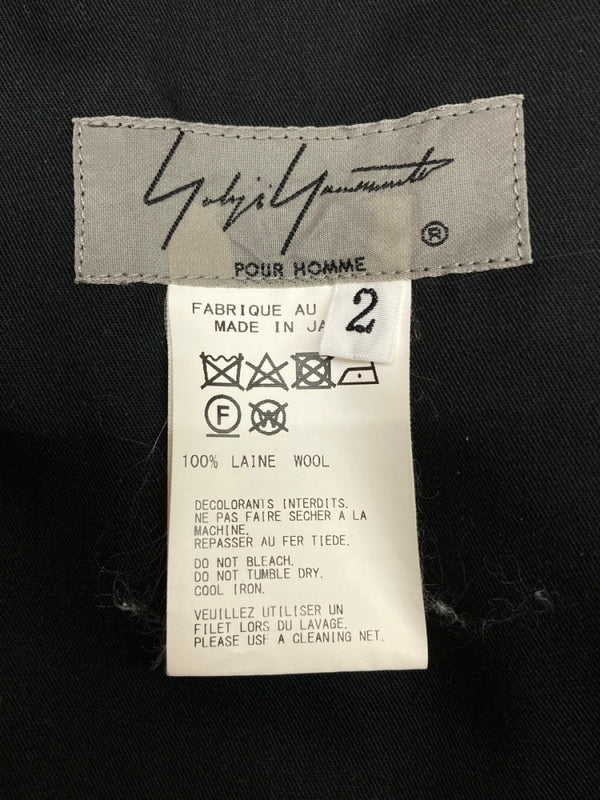 Yohji Yamamoto
®
POUR HOMME
2
FABRIQUE AU
MADE IN
F
W
100% LAINE WOOL
DECOLORANTS INTERDITS.
NE PAS FAIRE SECHER A LA
MACHINE.
REPASSER AU FER TIEDE.
DO NOT BLEACH.
DO NOT TUMBLE DRY.
COOL IRON.
VEUILLEZ UTILISER UN
FILET LORS DU LAVAGE.
PLEASE USE A CLEANING NET.